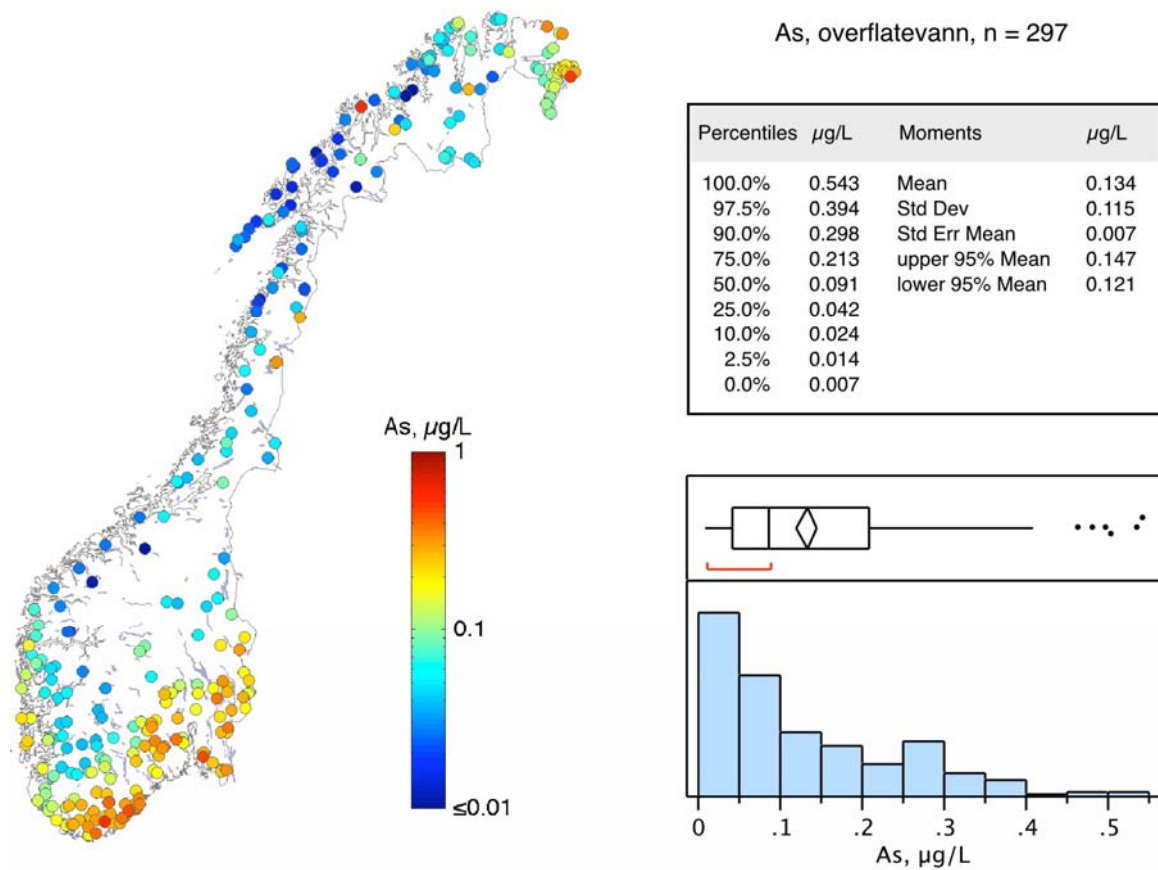 As, overflatevann, n = 297
Percentiles µg/L Moments µg/L
100.0% 0.543 Mean 0.134
97.5% 0.394 Std Dev 0.115
90.0% 0.298 Std Err Mean 0.007
75.0% 0.213 upper 95% Mean 0.147
50.0% 0.091 lower 95% Mean 0.121
25.0% 0.042
10.0% 0.024
2.5% 0.014
0.0% 0.007
As, µg/L
1
0.1
≤0.01
0 .1 .2 .3 .4 .5
As, µg/L